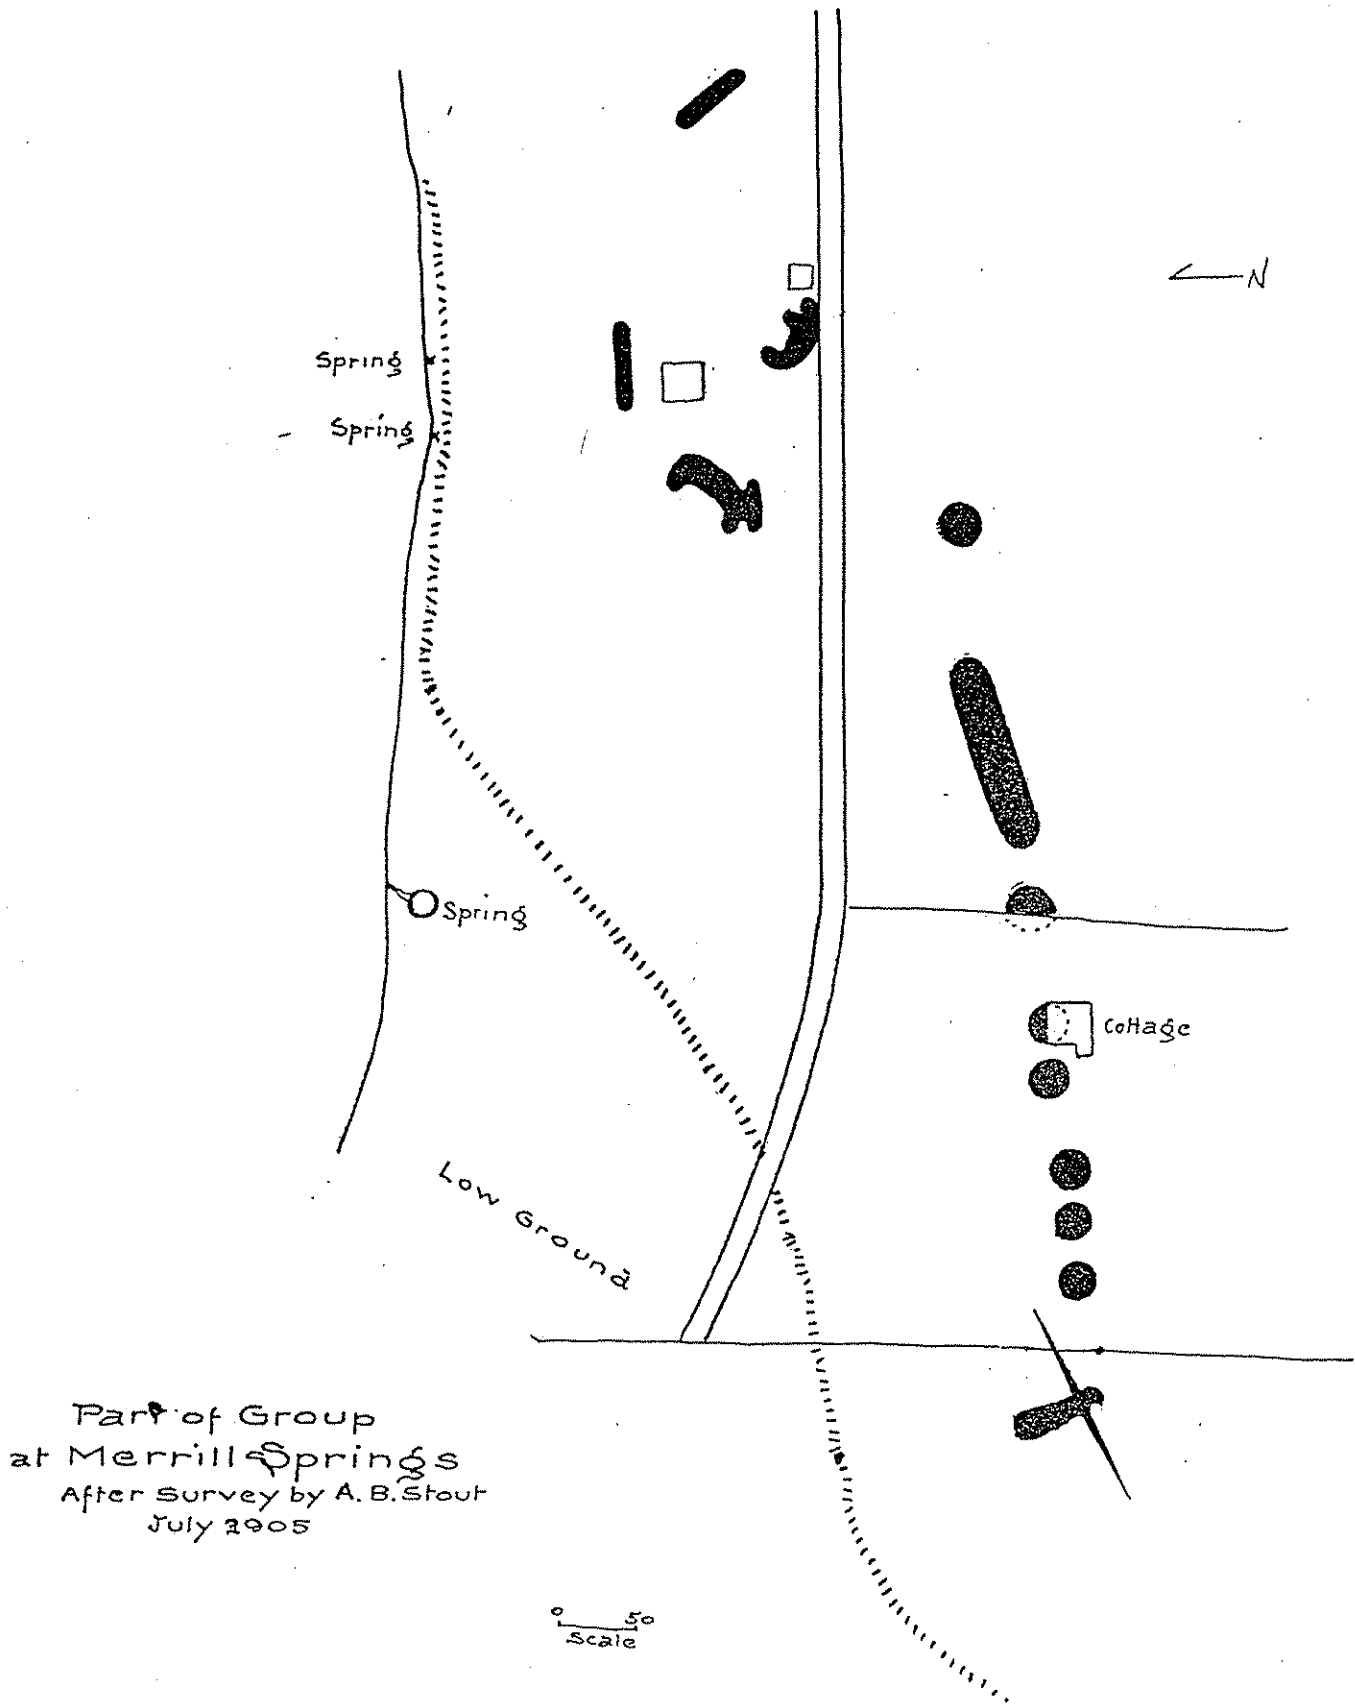 N
Spring
Spring
Spring
Cottage
Low Ground
Part of Group
at Merrill Springs
After Survey by A.B. Stout
July 1905
0 50
Scale